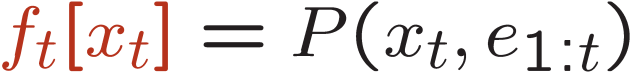 f_t[x_t] = P(x_t, e_{1:t})